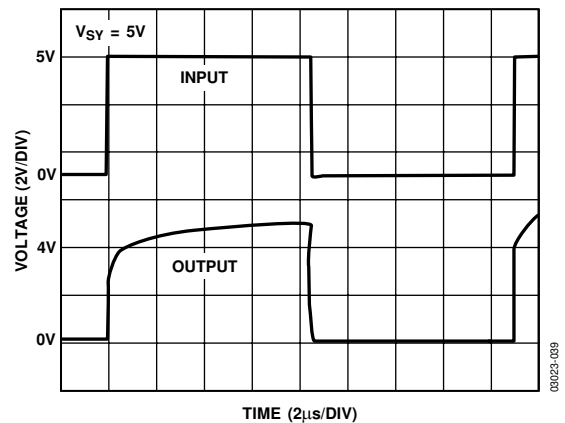 V_SY = 5V
5V
INPUT
0V
VOLTAGE (2V/DIV)
4V
OUTPUT
0V
TIME (2μs/DIV)
03023-039